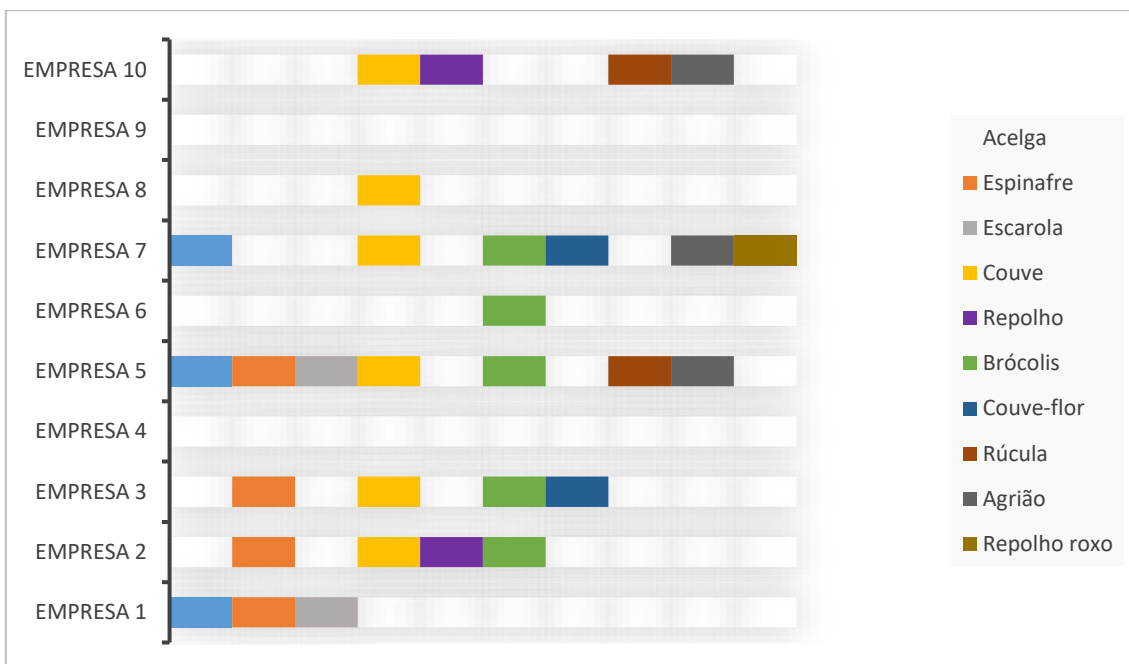 EMPRESA 10
EMPRESA 9
EMPRESA 8
EMPRESA 7
EMPRESA 6
EMPRESA 5
EMPRESA 4
EMPRESA 3
EMPRESA 2
EMPRESA 1
Acelga
Espinafre
Escarola
Couve
Repolho
Brócolis
Couve-flor
Rúcula
Agrião
Repolho roxo